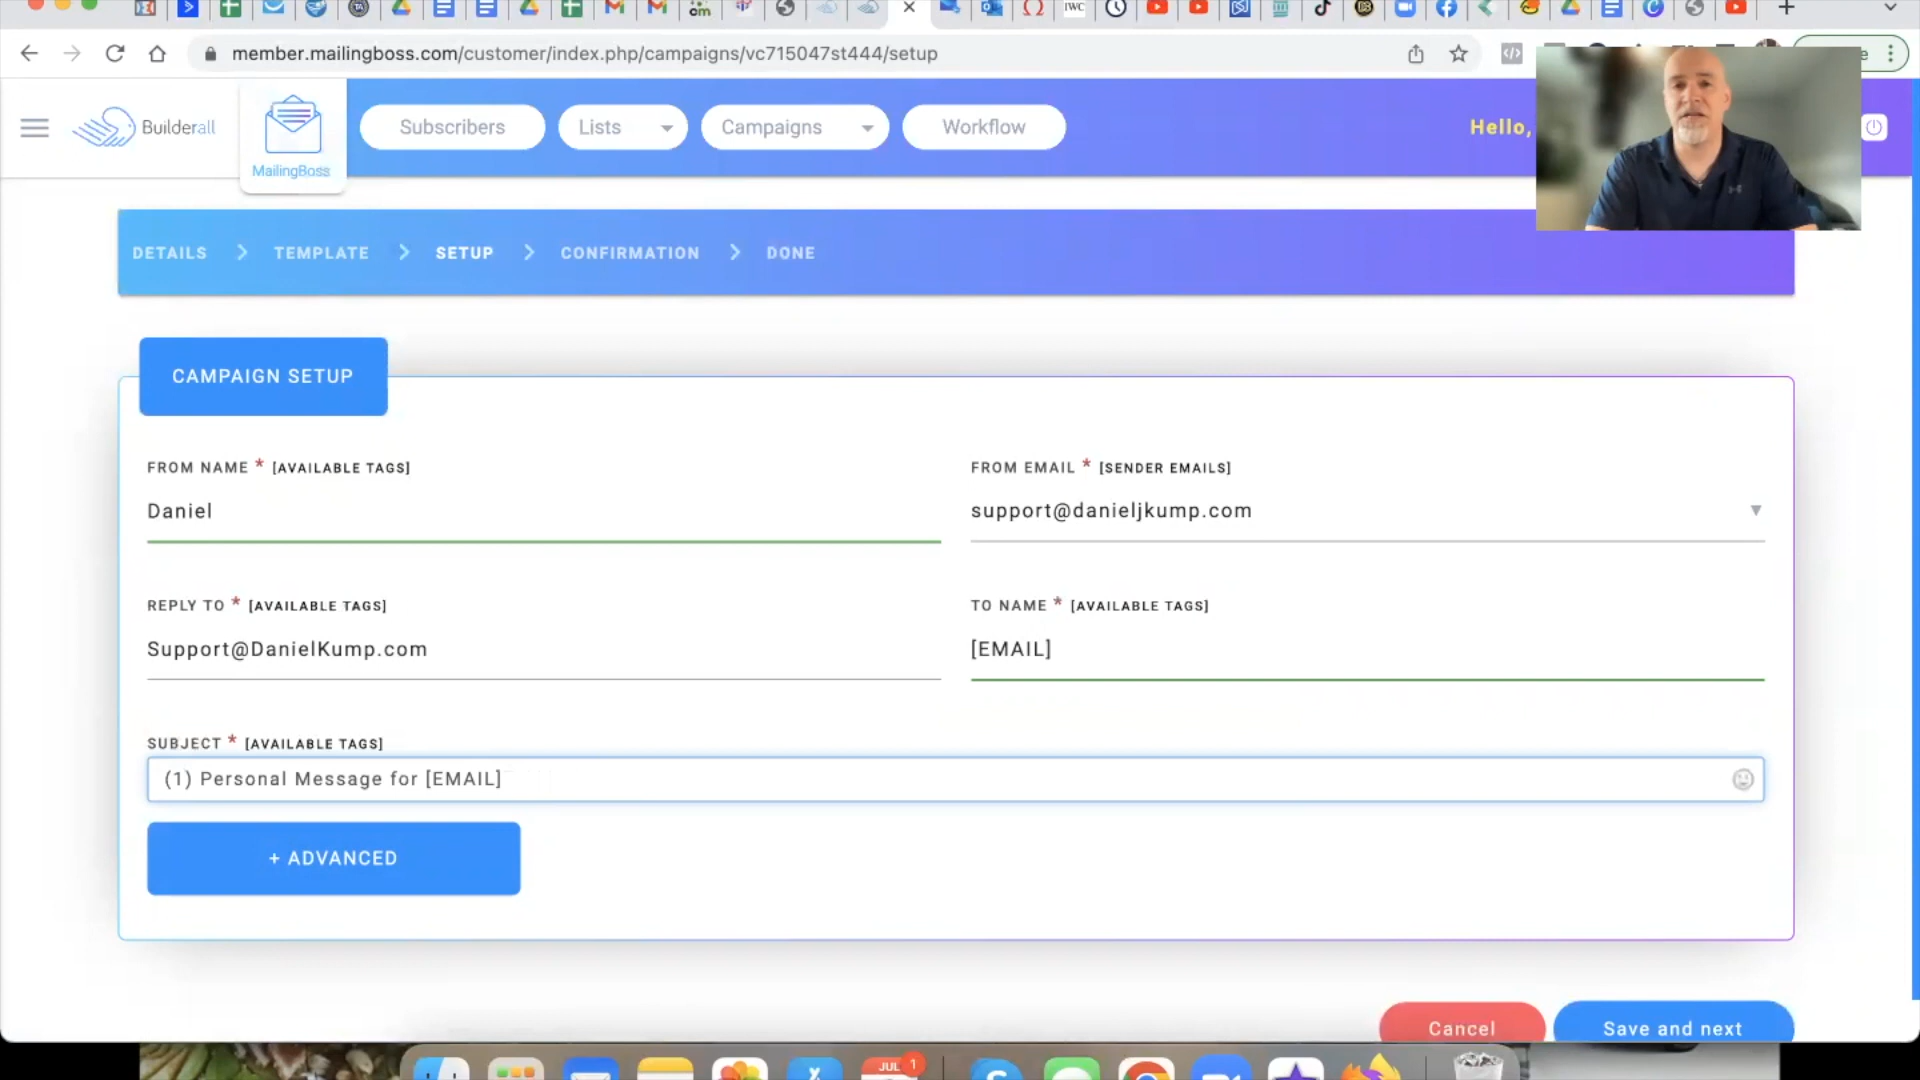 IWC
member.mailingboss.com/customer/index.php/campaigns/vc715047st444/setup
Builderall
MailingBoss
Subscribers
Lists
Campaigns
Workflow
Hello,
DETAILS > TEMPLATE > SETUP > CONFIRMATION > DONE
CAMPAIGN SETUP
FROM NAME * [AVAILABLE TAGS]
Daniel
FROM EMAIL * [SENDER EMAILS]
support@danieljkump.com
REPLY TO * [AVAILABLE TAGS]
Support@DanielKump.com
TO NAME * [AVAILABLE TAGS]
[EMAIL]
SUBJECT * [AVAILABLE TAGS]
(1) Personal Message for [EMAIL]
+ ADVANCED
Cancel
Save and next
JUL 1